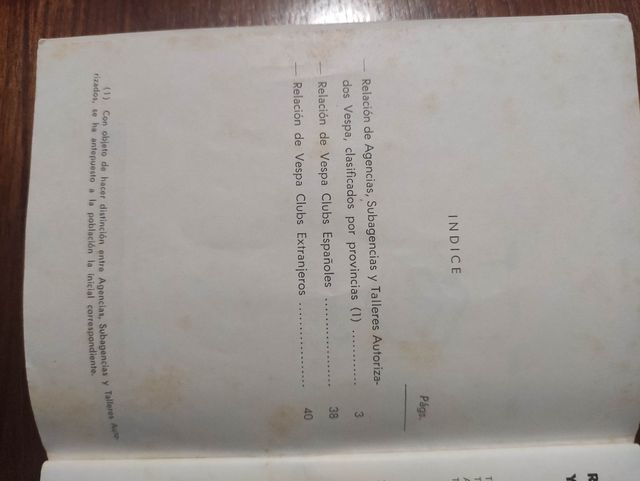 INDICE
Págs.
— Relación de Agencias, Subagencias y Talleres Autoriza-
dos Vespa, clasificados por provincias (1) ............ 3
— Relación de Vespa Clubs Españoles .................. 38
— Relación de Vespa Clubs Extranjeros ................. 40
(1) Con objeto de hacer distinción entre Agencias, Subagencias y Talleres Auto-
rizados, se ha antepuesto a la población la inicial correspondiente.
R
Y